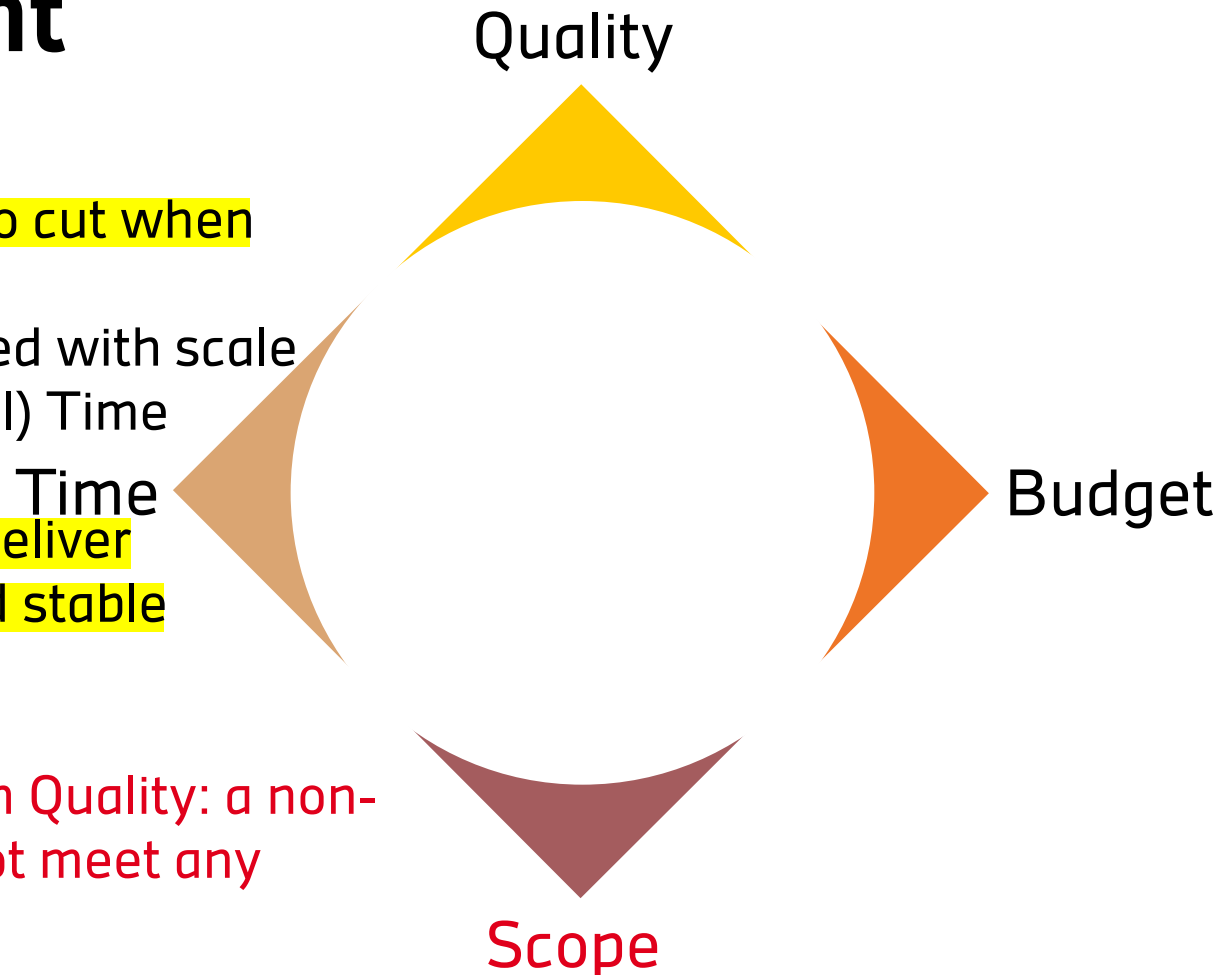 nt
Quality
o cut when
ed with scale
l) Time
Time
Budget
eliver
d stable
n Quality: a non-
ot meet any
Scope